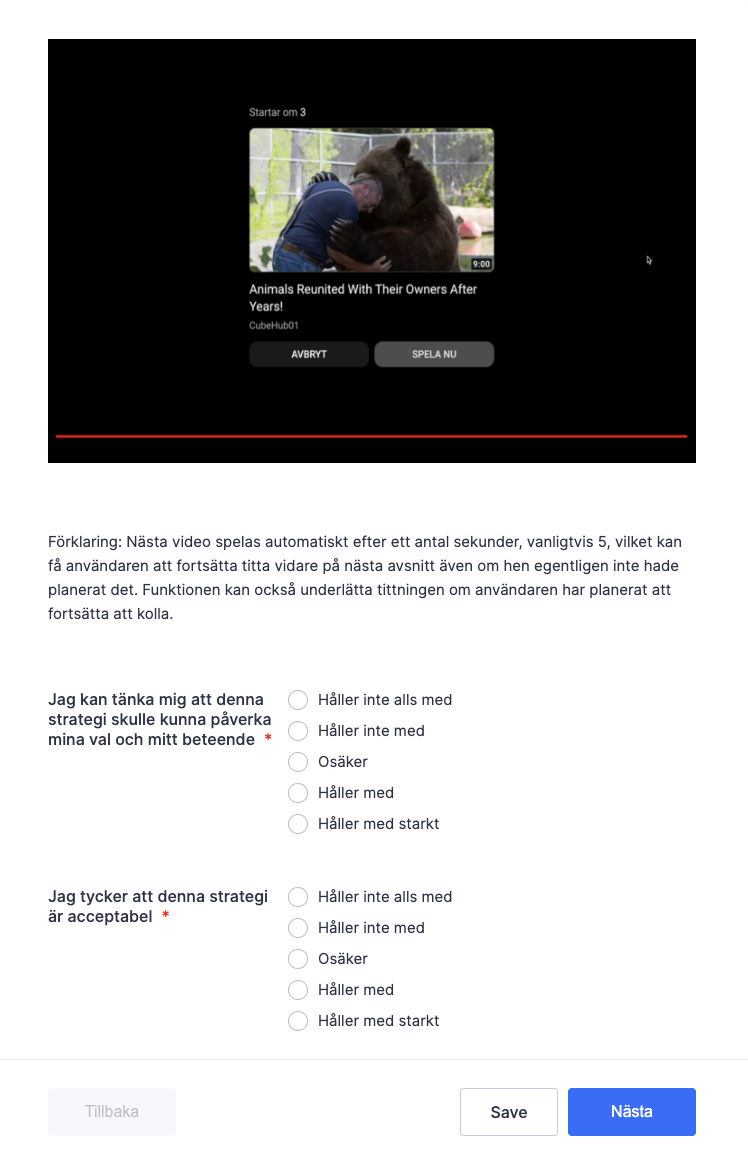 Startar om 3
9:00
Animals Reunited With Their Owners After
Years!
CubeHub01
AVBRYT
SPELA NU
Förklaring: Nästa video spelas automatiskt efter ett antal sekunder, vanligtvis 5, vilket kan
få användaren att fortsätta titta vidare på nästa avsnitt även om hen egentligen inte hade
planerat det. Funktionen kan också underlätta tittningen om användaren har planerat att
fortsätta att kolla.
Jag kan tänka mig att denna
strategi skulle kunna påverka
mina val och mitt beteende *
Håller inte alls med
Håller inte med
Osäker
Håller med
Håller med starkt
Jag tycker att denna strategi
är acceptabel *
Håller inte alls med
Håller inte med
Osäker
Håller med
Håller med starkt
Tillbaka
Save
Nästa